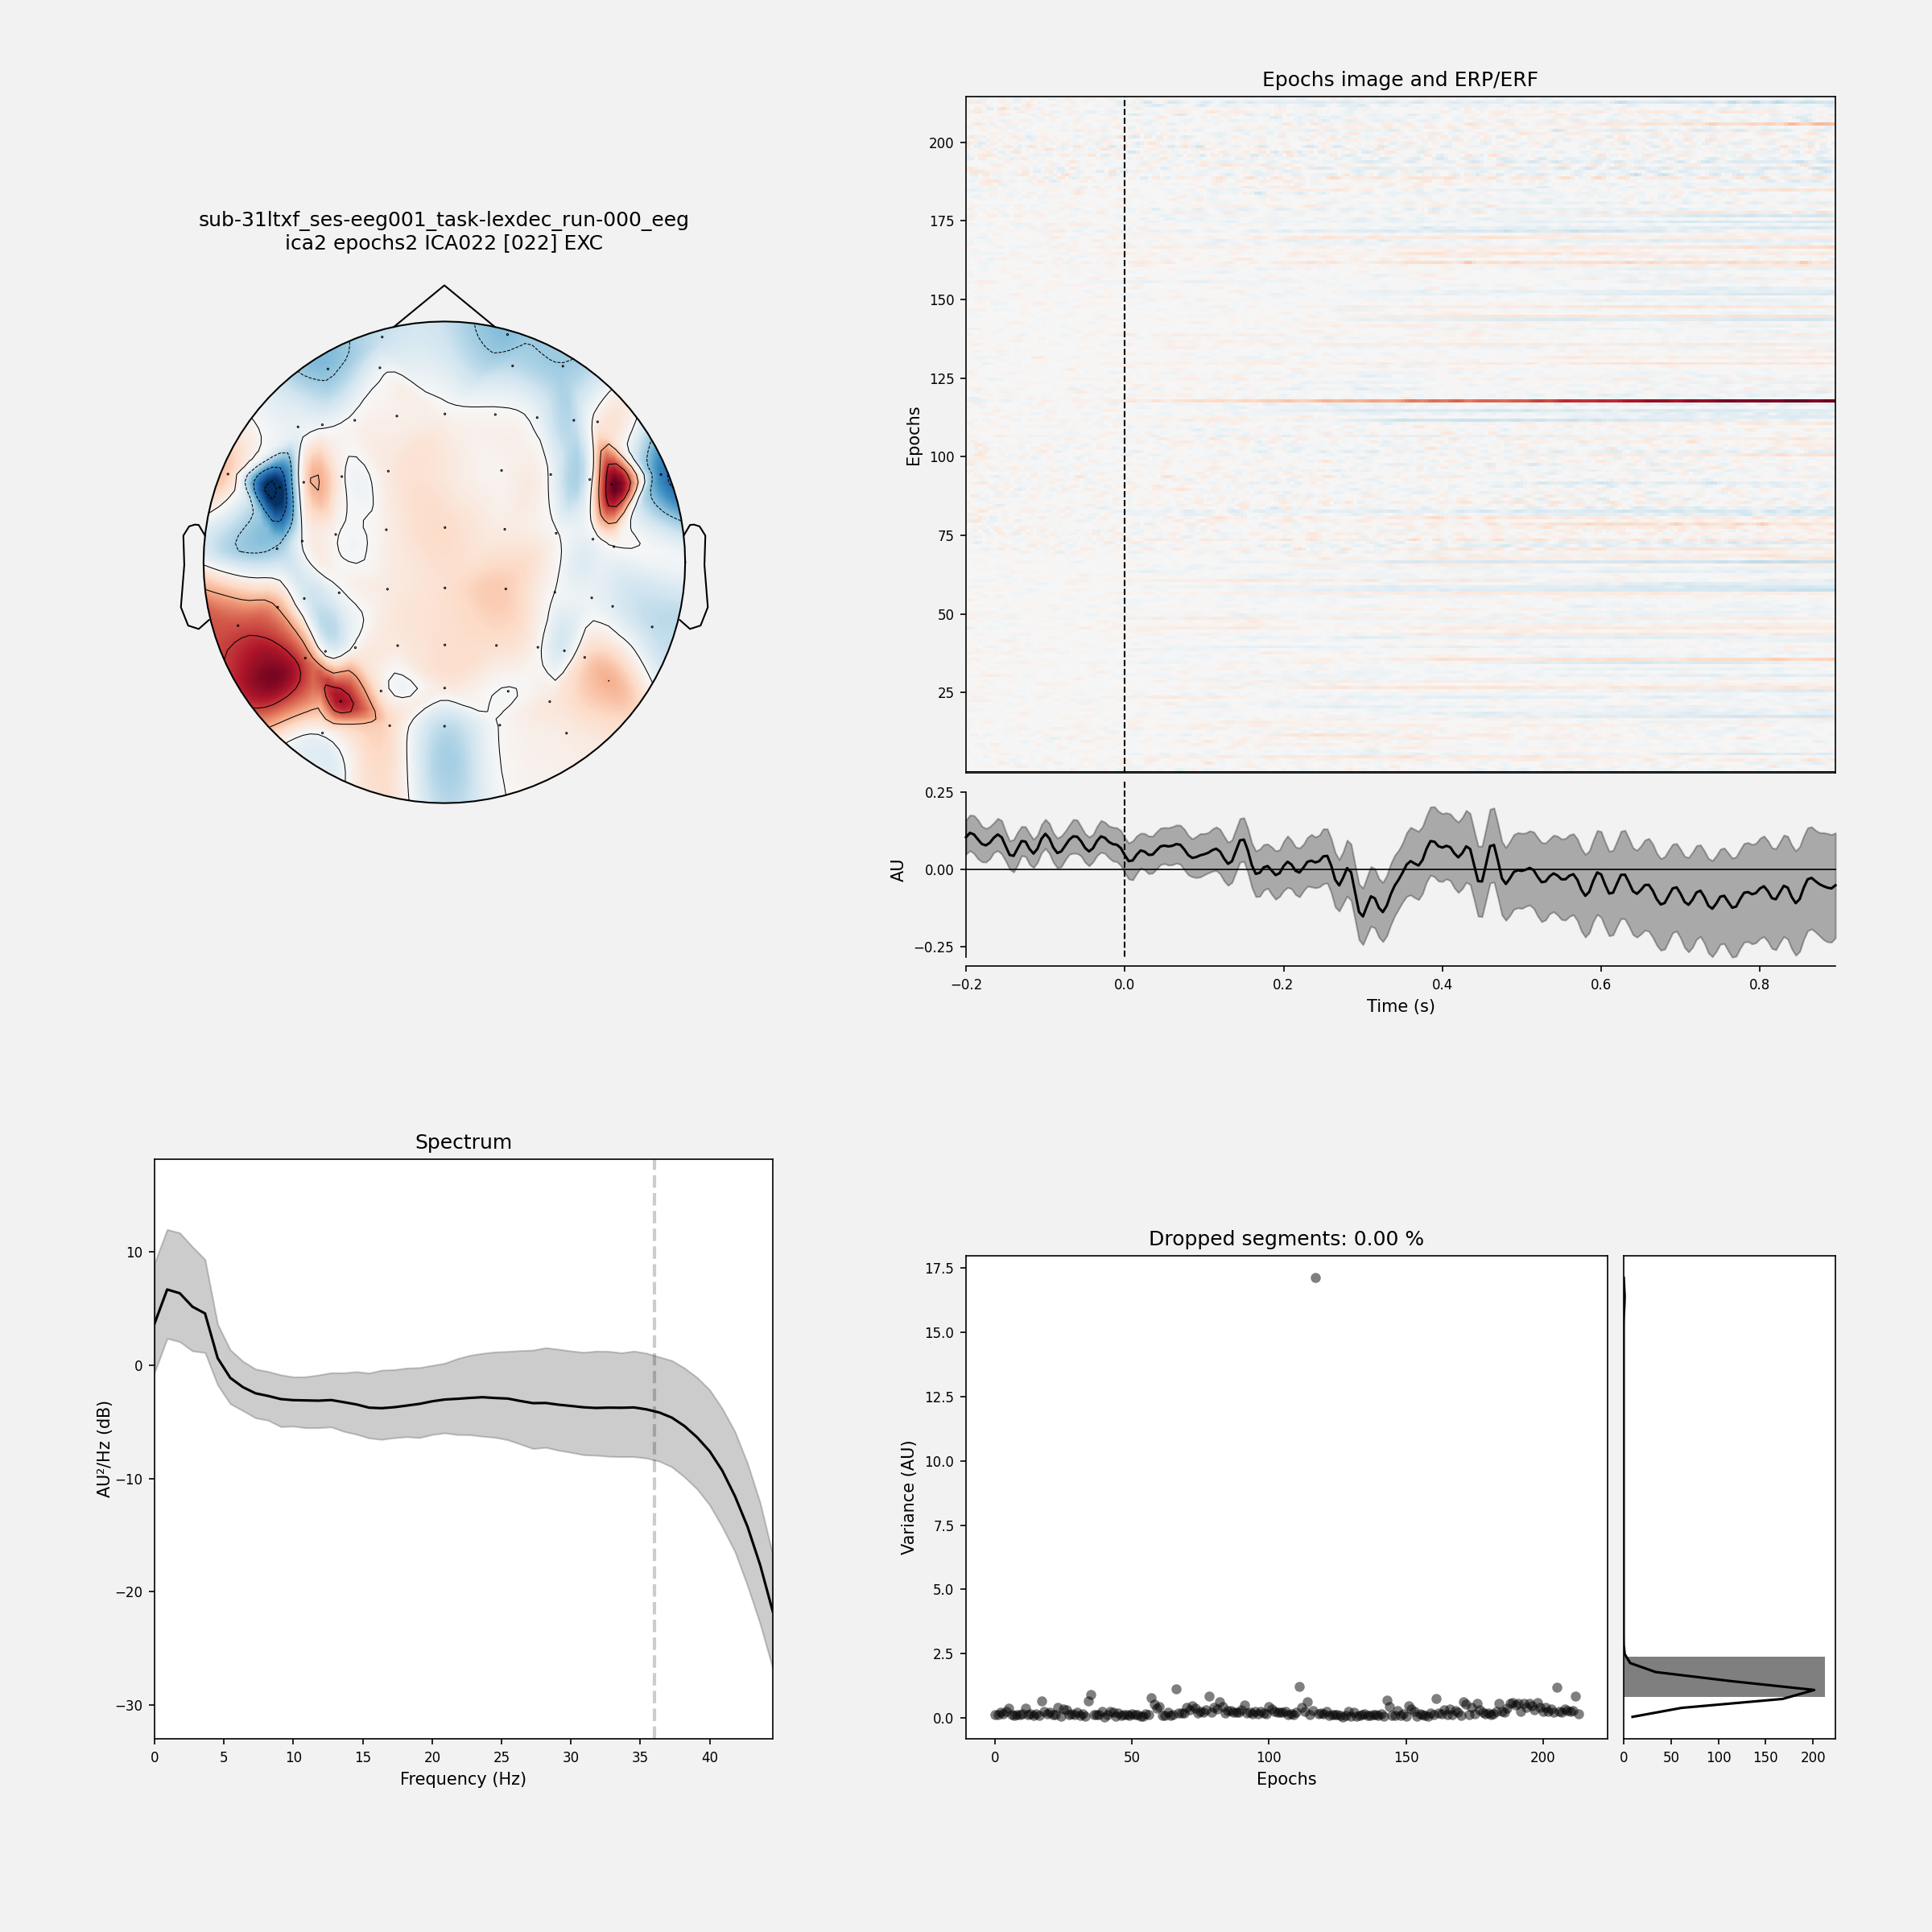 sub-31ltxf_ses-eeg001_task-lexdec_run-000_eeg
ica2 epochs2 ICA022 [022] EXC
Epochs image and ERP/ERF
200
175
150
125
100
75
50
25
Epochs
0.25
0.00
−0.25
AU
−0.2 0.0 0.2 0.4 0.6 0.8
Time (s)
Spectrum
10
0
−10
−20
−30
AU²/Hz (dB)
0 5 10 15 20 25 30 35 40
Frequency (Hz)
Dropped segments: 0.00 %
17.5
15.0
12.5
10.0
7.5
5.0
2.5
0.0
Variance (AU)
0 50 100 150 200
Epochs
0 50 100 150 200